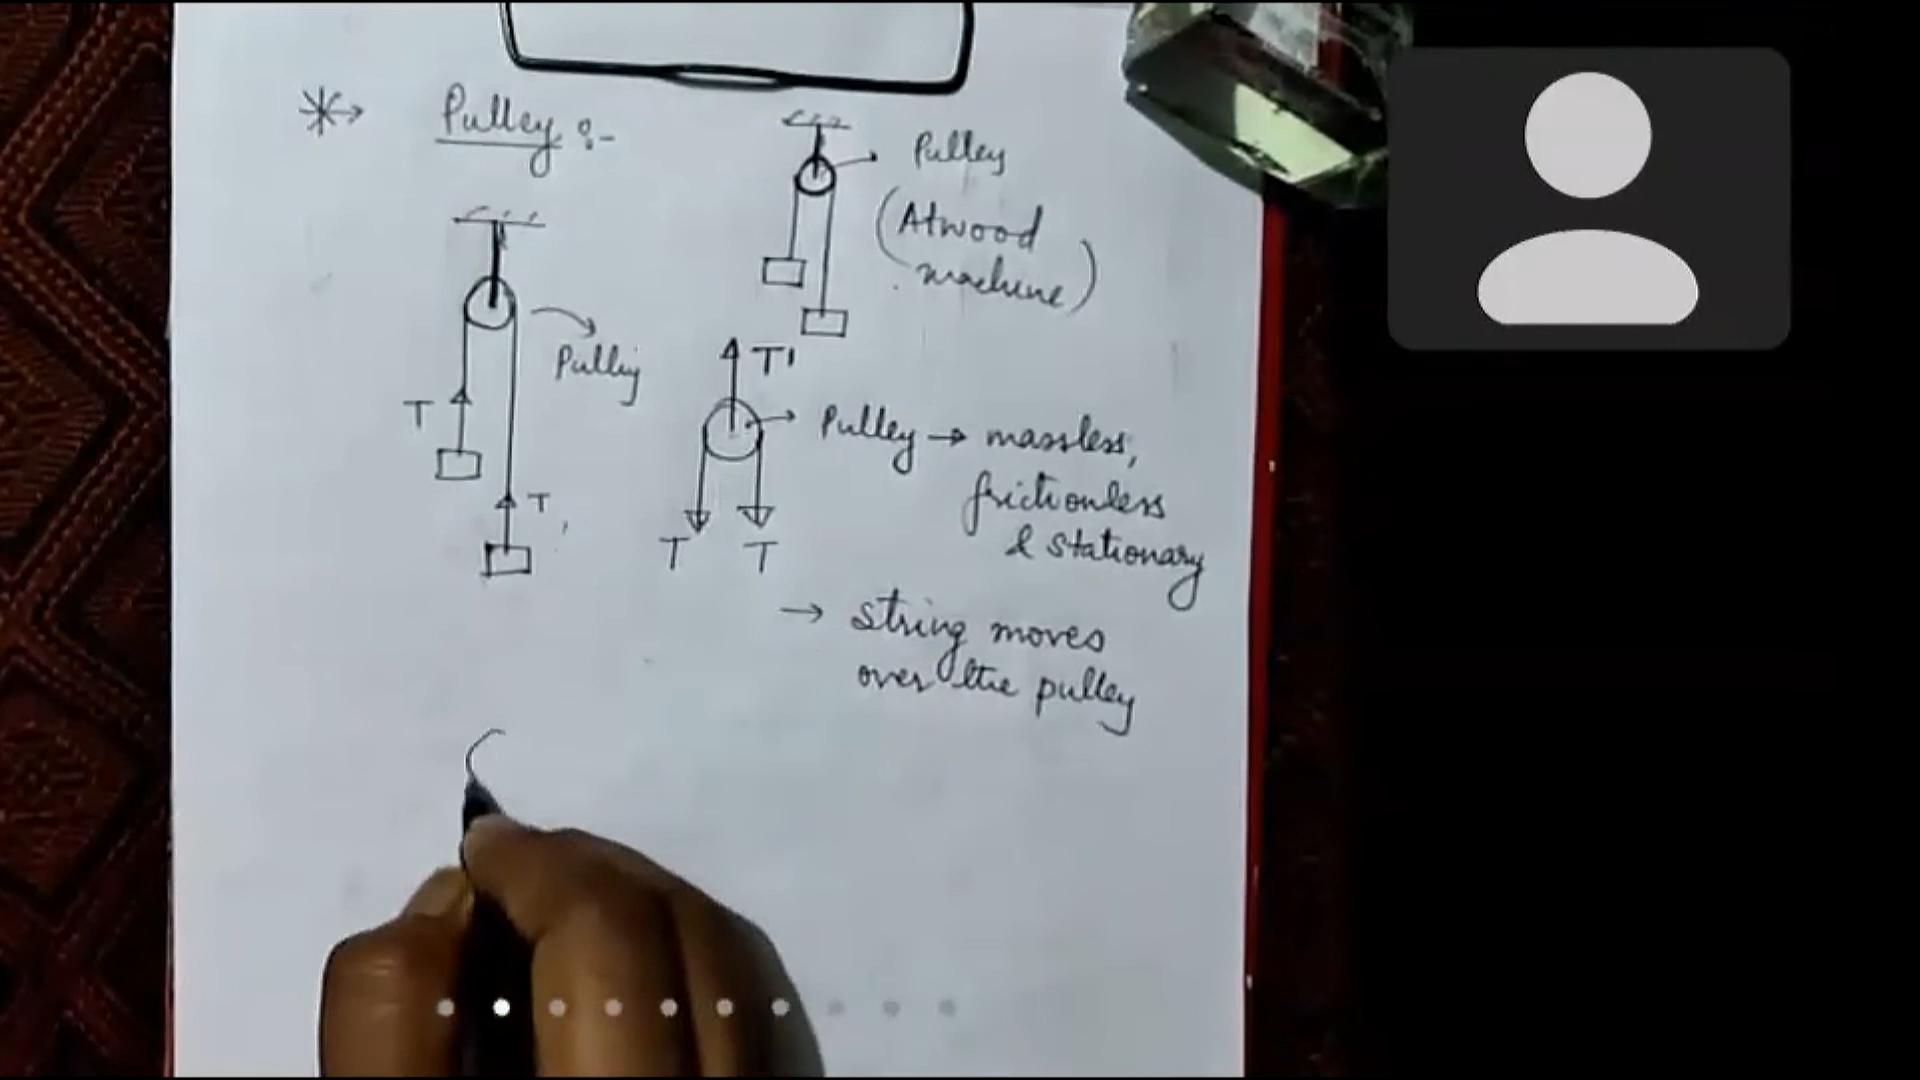 Pulley :-
Pulley
(Atwood
machine)
Pulley
T
T
T'
Pulley → massless,
frictionless
& stationary
T T
→ string moves
over the pulley